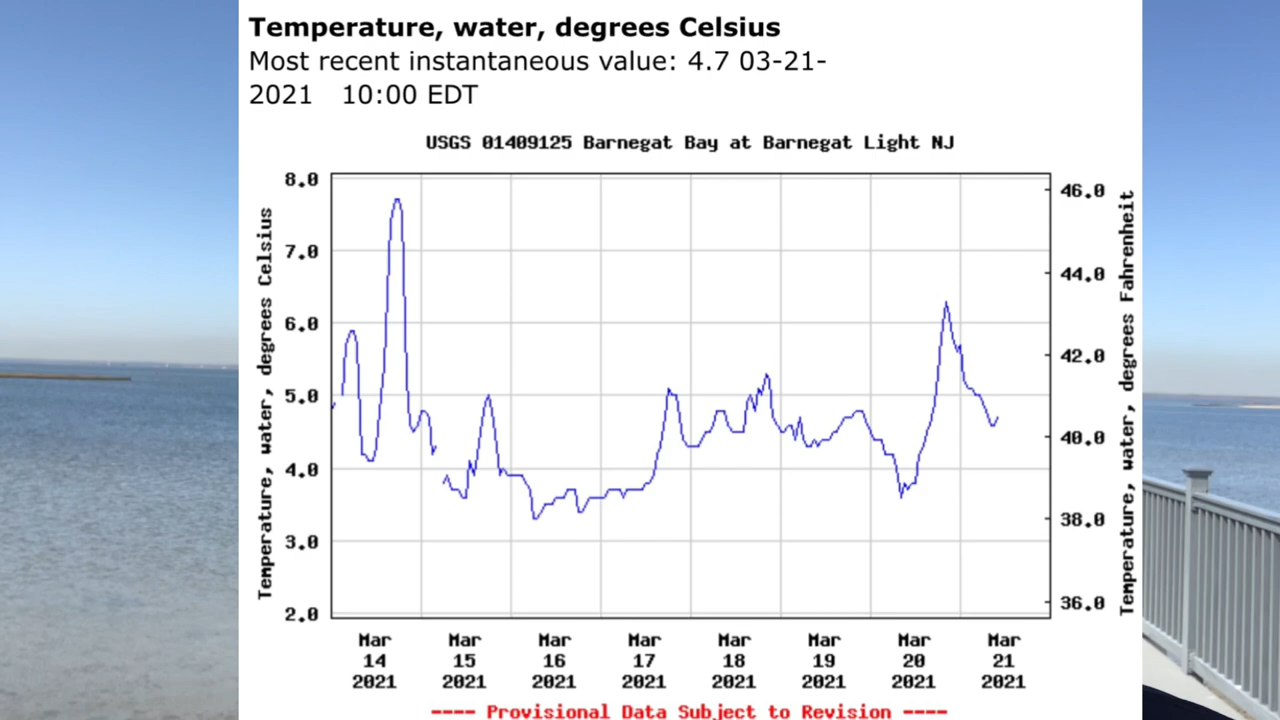 Temperature, water, degrees Celsius
Most recent instantaneous value: 4.7 03-21-
2021 10:00 EDT
USGS 01409125 Barnegat Bay at Barnegat Light NJ
Temperature, water, degrees Celsius
8.0
7.0
6.0
5.0
4.0
3.0
2.0
46.0
44.0
42.0
40.0
38.0
36.0
Temperature, water, degrees Fahrenheit
Mar Mar Mar Mar Mar Mar Mar Mar
14 15 16 17 18 19 20 21
2021 2021 2021 2021 2021 2021 2021 2021
---- Provisional Data Subject to Revision ----